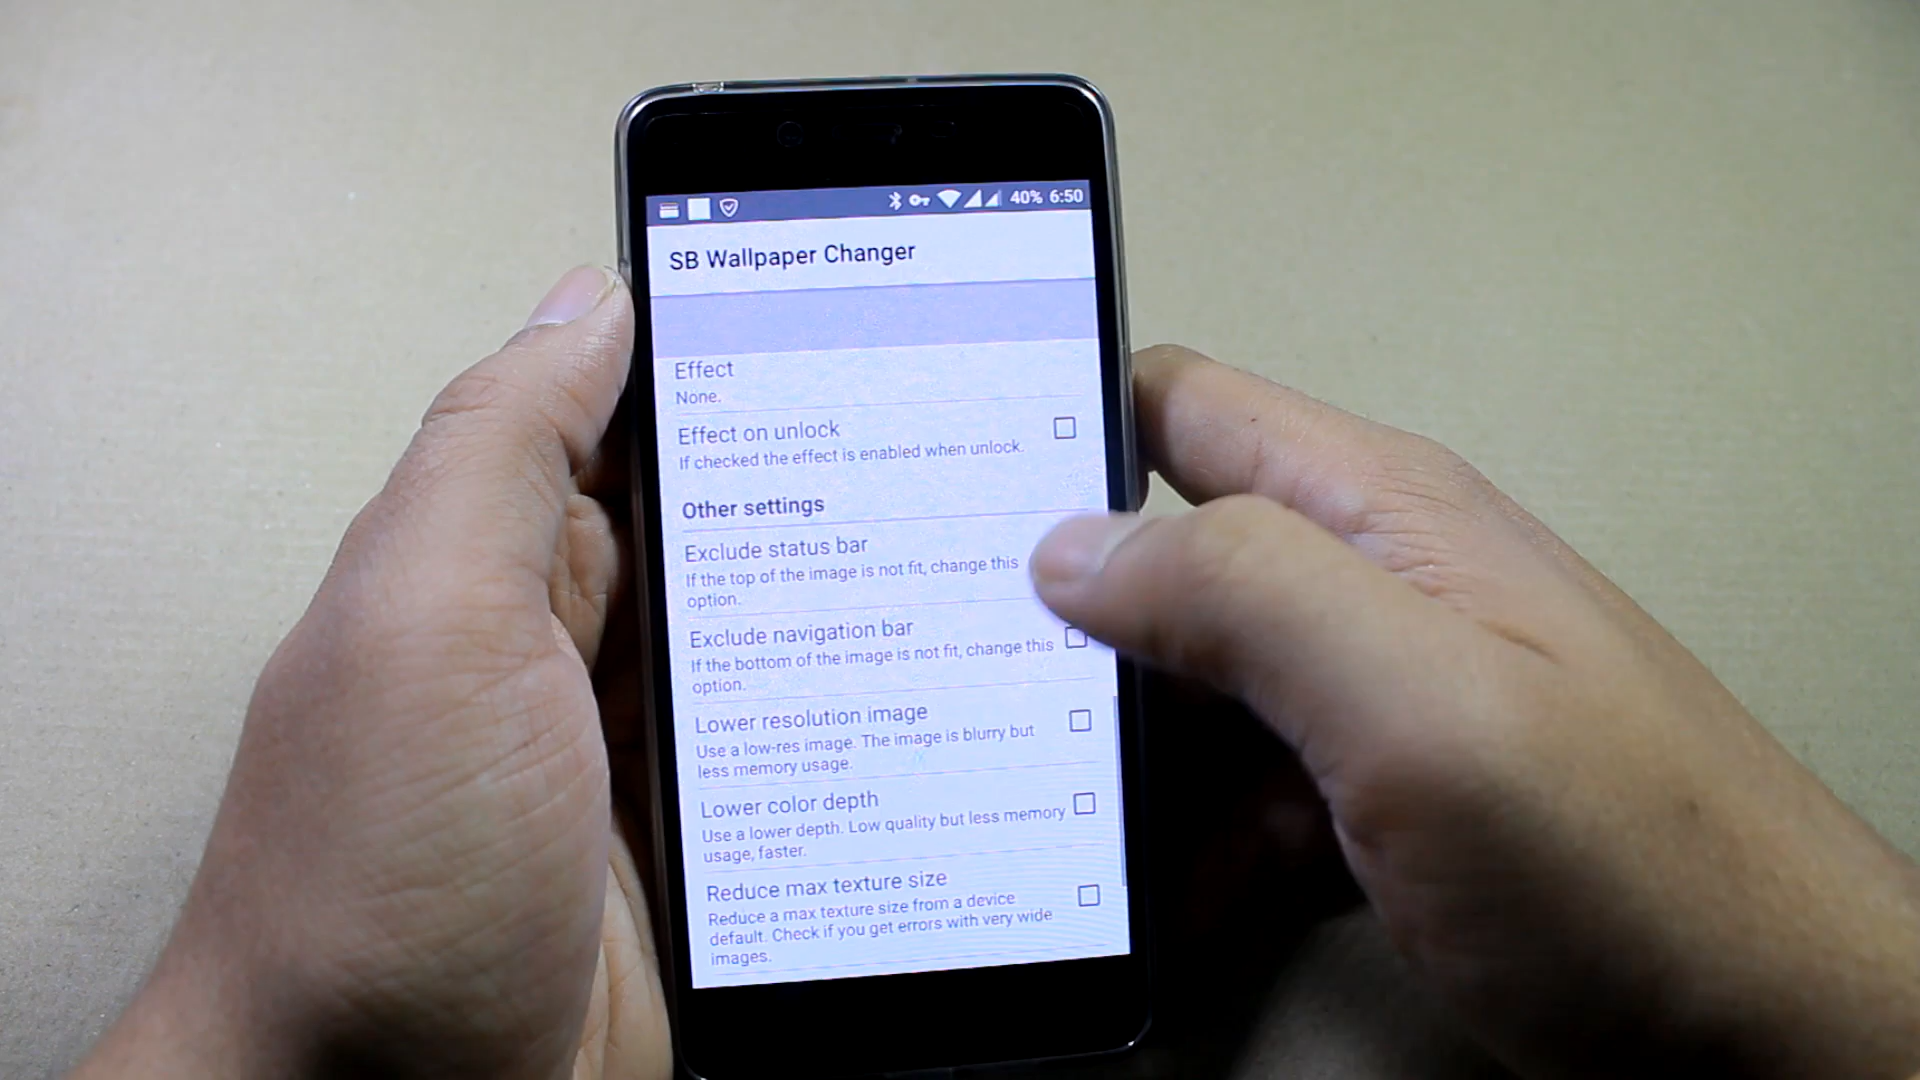 40% 6:50
SB Wallpaper Changer
Effect
None.
Effect on unlock
If checked the effect is enabled when unlock.
Other settings
Exclude status bar
If the top of the image is not fit, change this
option.
Exclude navigation bar
If the bottom of the image is not fit, change this
option.
Lower resolution image
Use a low-res image. The image is blurry but
less memory usage.
Lower color depth
Use a lower depth. Low quality but less memory
usage, faster.
Reduce max texture size
Reduce a max texture size from a device
default. Check if you get errors with very wide
images.